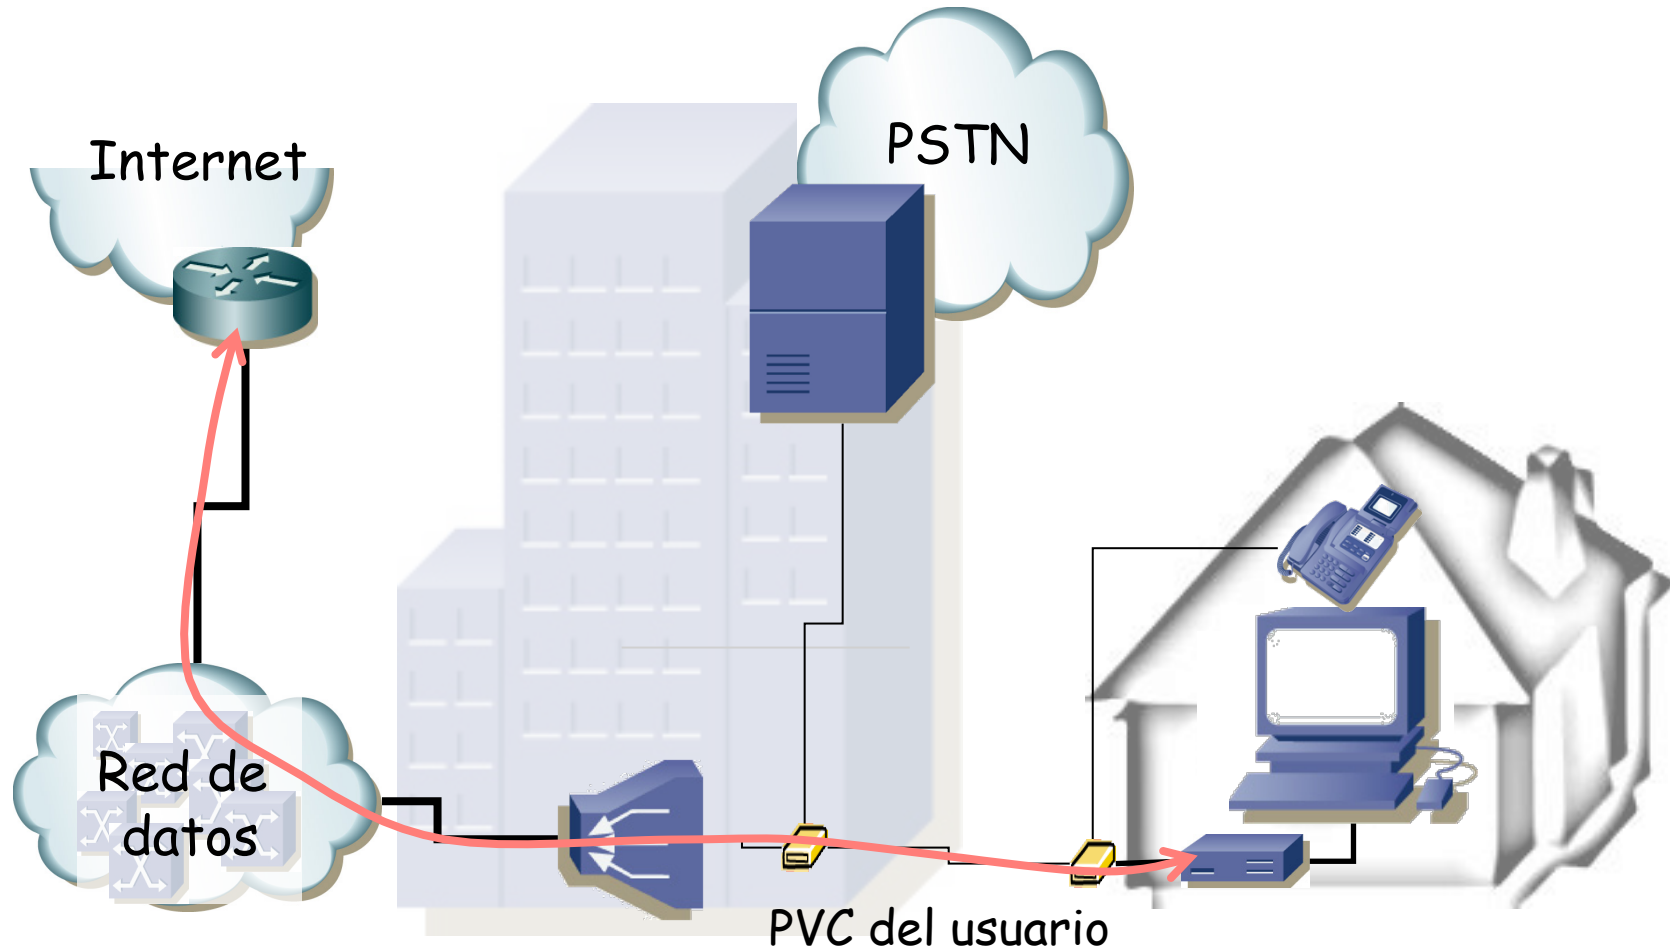 Internet
PSTN
Red de
datos
PVC del usuario